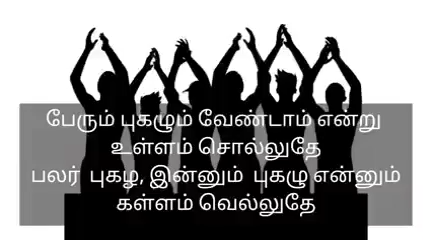 பேரும் புகழும் வேண்டாம் என்று
உள்ளம் சொல்லுதே
பலர் புகழ, இன்னும் புகழு என்னும்
கள்ளம் வெல்லுதே